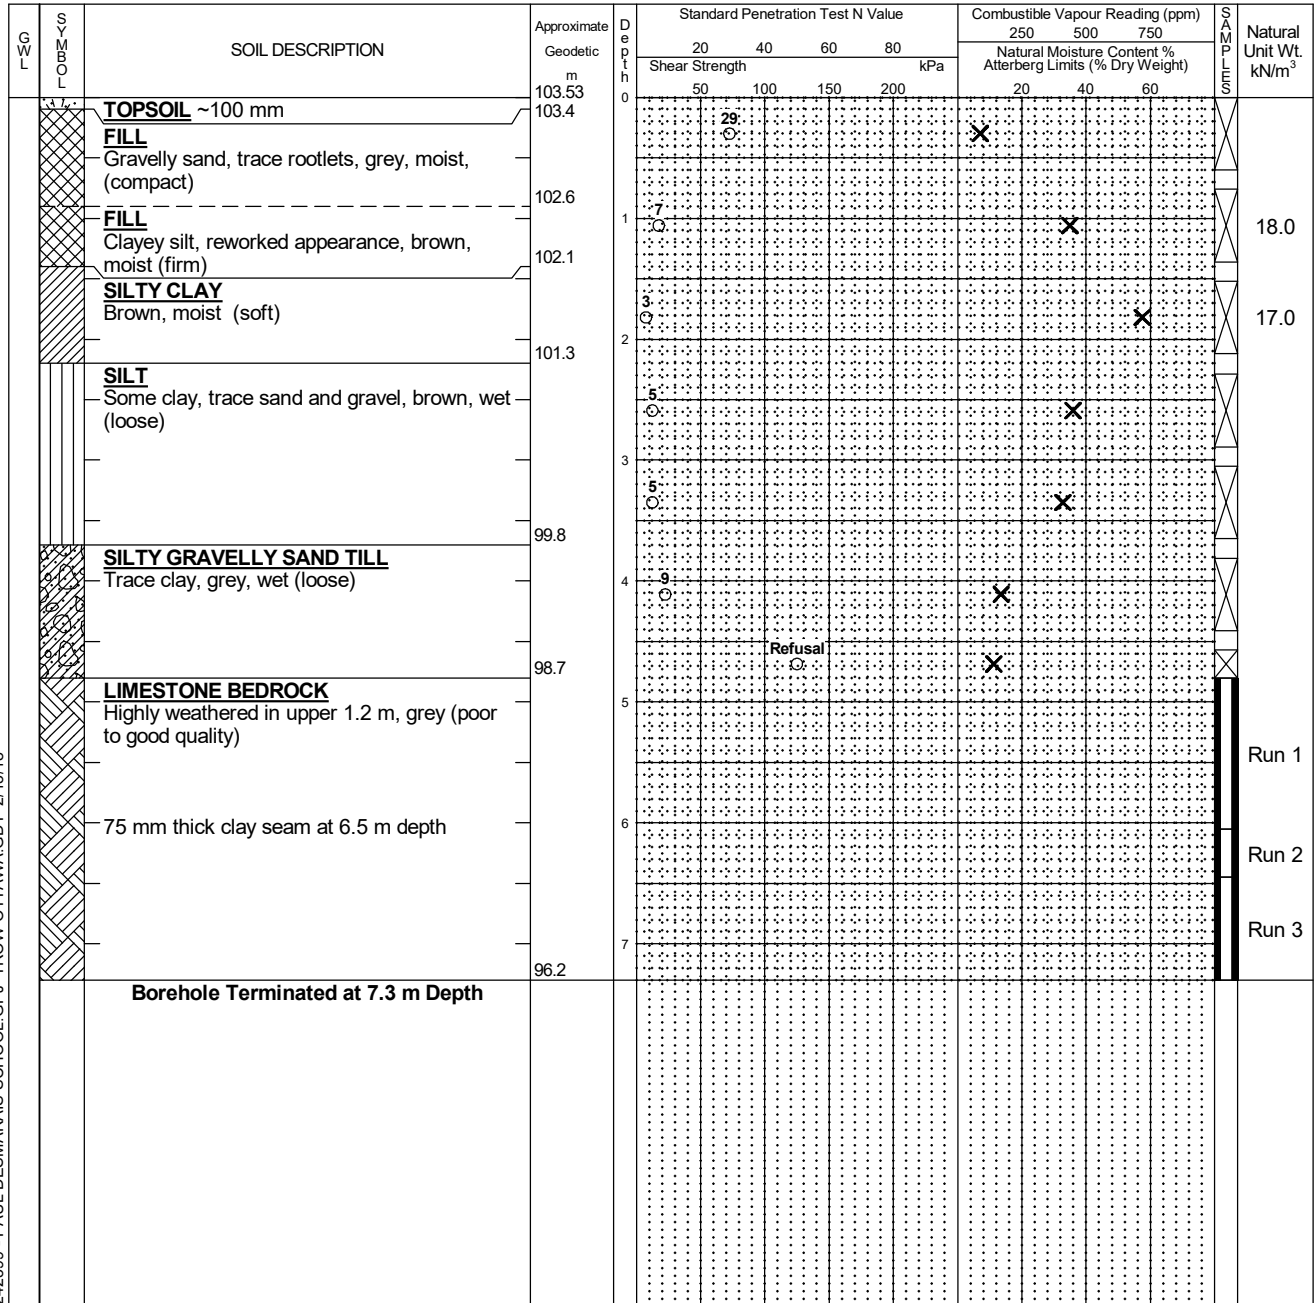 GWL
SYMBOL
SOIL DESCRIPTION
Approximate
Geodetic
m
103.53
Depth
Standard Penetration Test N Value
20 40 60 80
Shear Strength kPa
50 100 150 200
Combustible Vapour Reading (ppm)
250 500 750
Natural Moisture Content %
Atterberg Limits (% Dry Weight)
20 40 60
SAMPLES
Natural
Unit Wt.
kN/m³
0
TOPSOIL ~100 mm
103.4
29
FILL
Gravelly sand, trace rootlets, grey, moist,
(compact)
102.6
FILL
Clayey silt, reworked appearance, brown,
moist (firm)
7
1
18.0
102.1
SILTY CLAY
Brown, moist (soft)
3
17.0
2
101.3
SILT
Some clay, trace sand and gravel, brown, wet
(loose)
5
3
5
99.8
SILTY GRAVELLY SAND TILL
Trace clay, grey, wet (loose)
9
4
Refusal
98.7
LIMESTONE BEDROCK
Highly weathered in upper 1.2 m, grey (poor
to good quality)
5
Run 1
75 mm thick clay seam at 6.5 m depth
6
Run 2
Run 3
7
96.2
Borehole Terminated at 7.3 m Depth